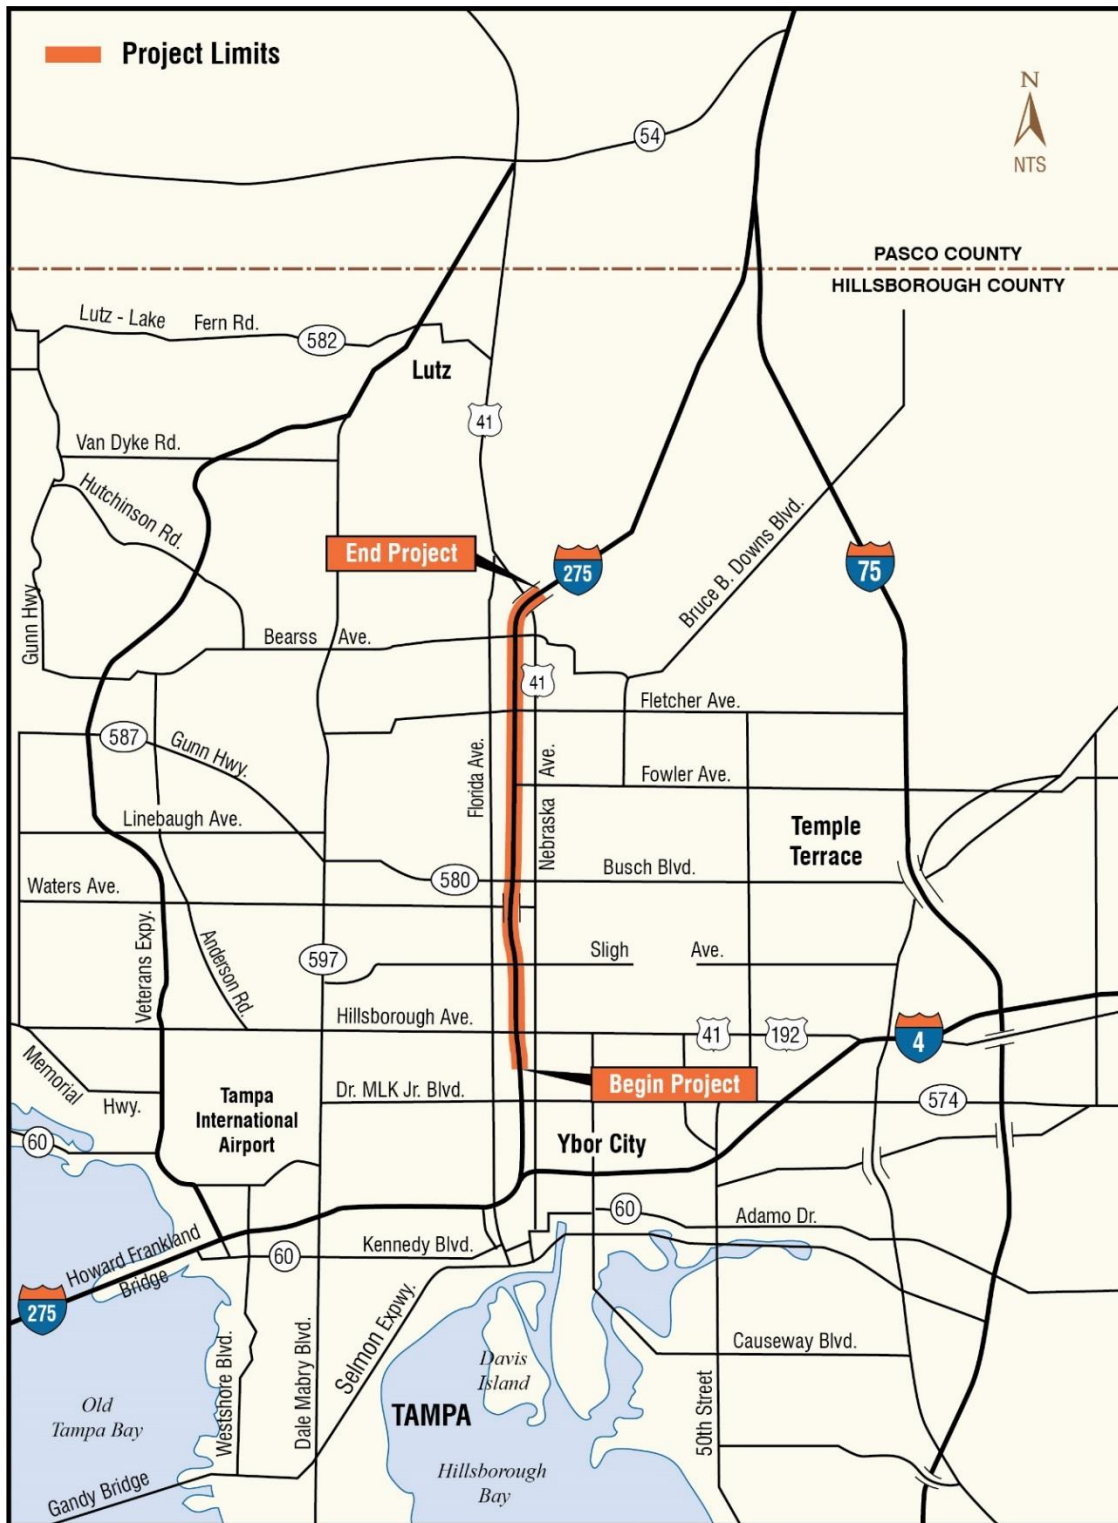 Project Limits
N
NTS
54
PASCO COUNTY
HILLSBOROUGH COUNTY
Lutz - Lake Fern Rd.
582
Lutz
41
Van Dyke Rd.
Hutchinson Rd.
End Project
275
75
Bruce B. Downs Blvd.
Gunn Hwy
Bearss Ave.
41
Fletcher Ave.
587
Gunn Hwy.
Florida Ave.
Nebraska Ave.
Fowler Ave.
Linebaugh Ave.
Temple
Terrace
580
Busch Blvd.
Waters Ave.
Veterans Expy.
Anderson Rd.
597
Sligh Ave.
Hillsborough Ave.
41
192
4
Memorial
Hwy.
Begin Project
Dr. MLK Jr. Blvd.
574
Tampa
International
Airport
60
Ybor City
60
Adamo Dr.
Kennedy Blvd.
60
Howard Frankland
Bridge
275
Westshore Blvd.
Dale Mabry Blvd.
Selmon Expwy.
Davis
Island
Causeway Blvd.
50th Street
Old
Tampa Bay
TAMPA
Hillsborough
Bay
Gandy Bridge